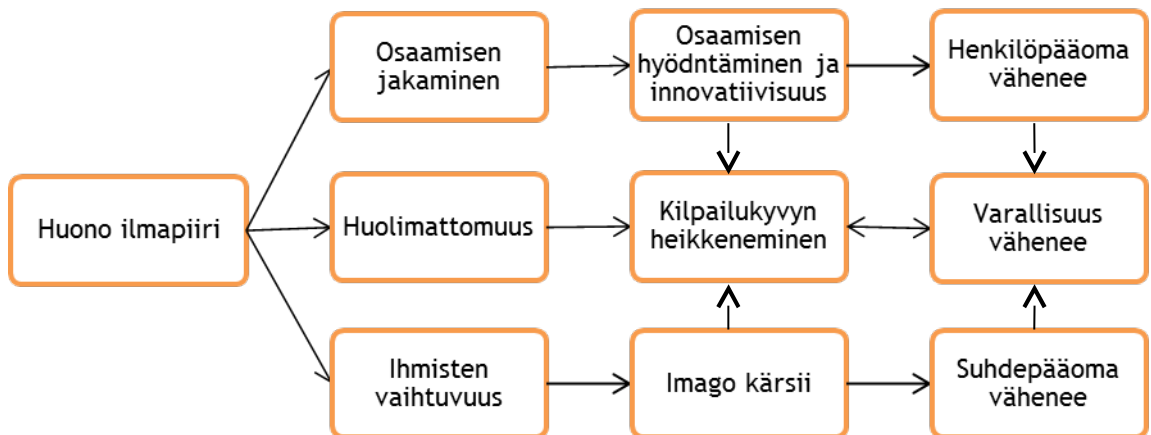 Osaamisen
jakaminen
Osaamisen
hyödntäminen ja
innovatiivisuus
Henkilöpääoma
vähenee
Huono ilmapiiri
Huolimattomuus
Kilpailukyvyn
heikkeneminen
Varallisuus
vähenee
Ihmisten
vaihtuvuus
Imago kärsii
Suhdepääoma
vähenee